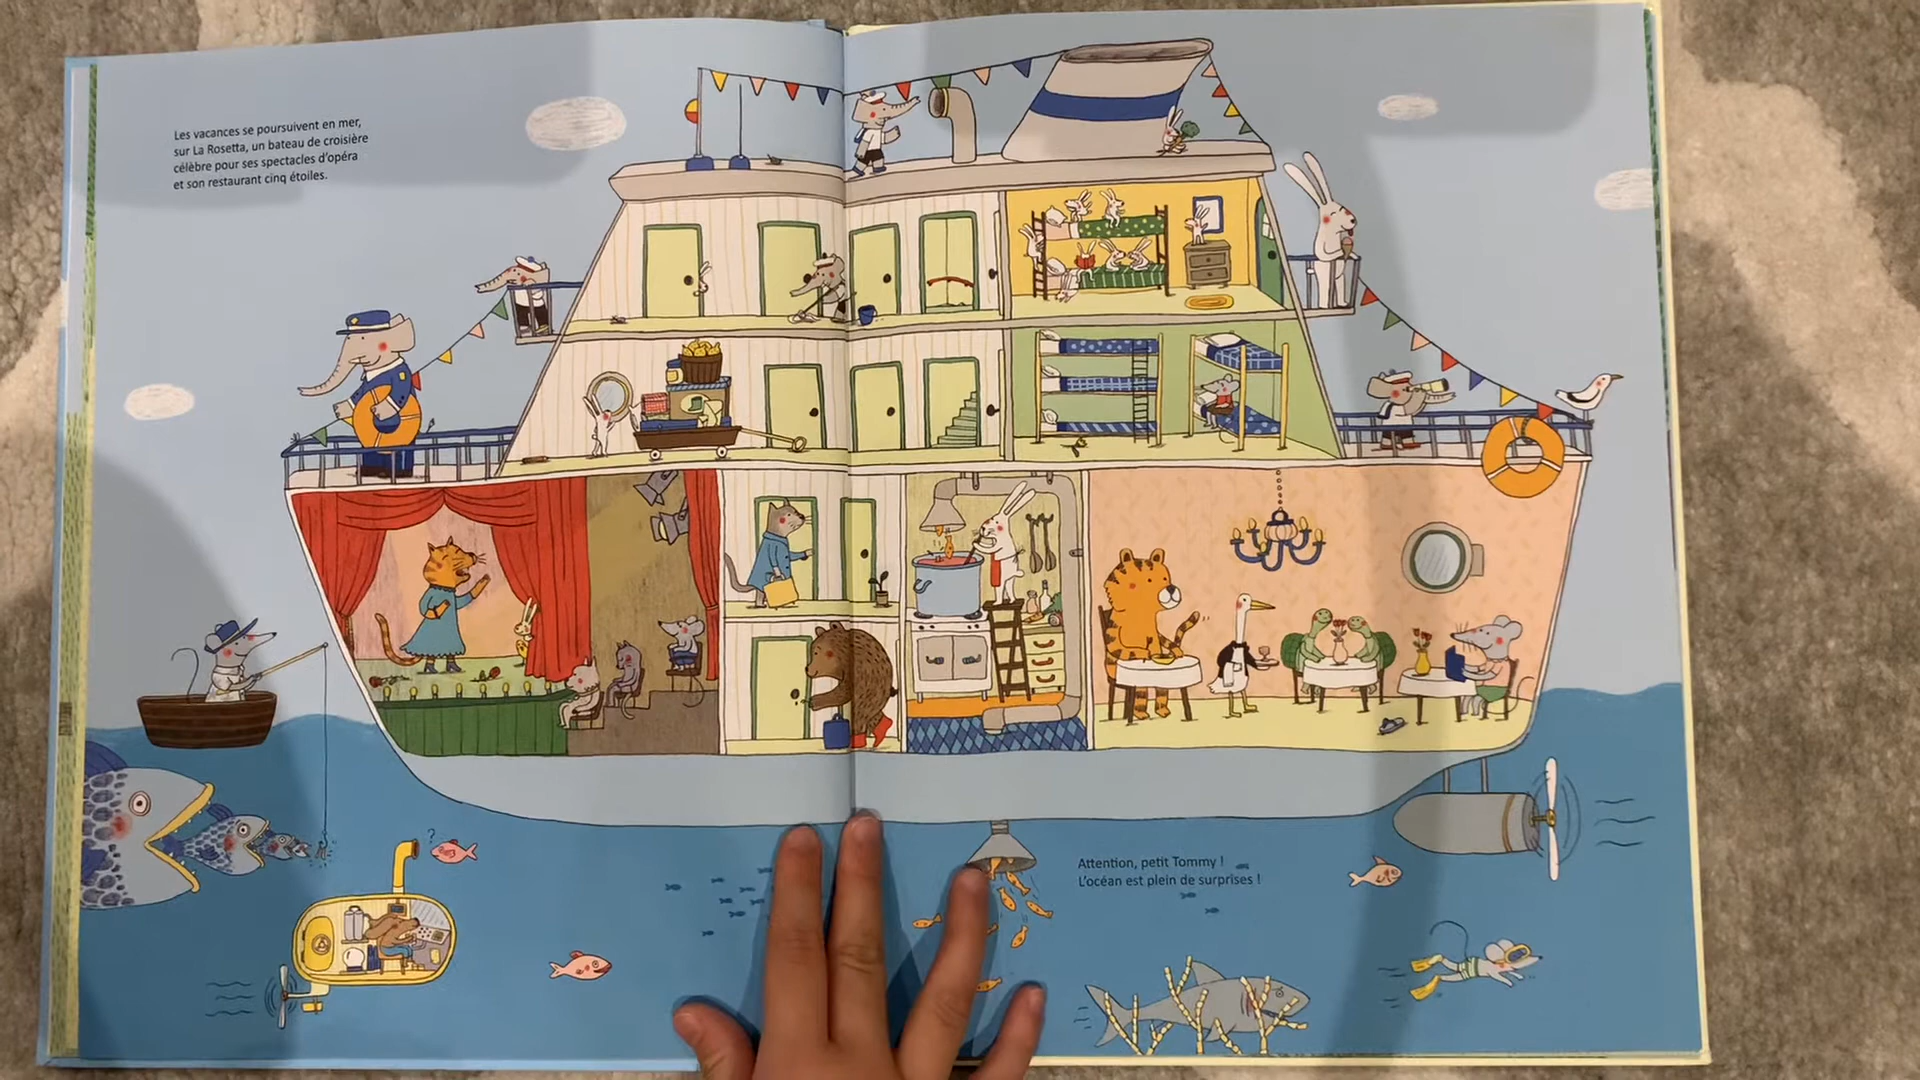 Les vacances se poursuivent en mer,
sur La Rosetta, un bateau de croisière
célèbre pour ses spectacles d'opéra
et son restaurant cinq étoiles.
?
Attention, petit Tommy !
L'océan est plein de surprises !